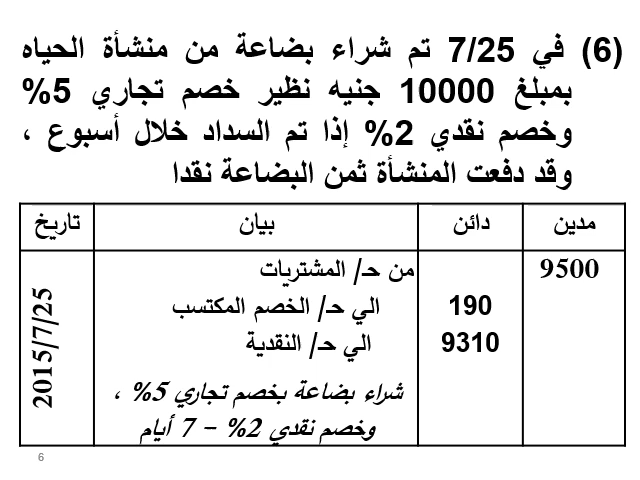 (6) في 7/25 تم شراء بضاعة من منشأة الحياه
بمبلغ 10000 جنيه نظير خصم تجاري 5%
وخصم نقدي 2% إذا تم السداد خلال أسبوع ،
وقد دفعت المنشأة ثمن البضاعة نقدا
مدين دائن بيان تاريخ
9500 من حـ/ المشتريات
190 الي حـ/ الخصم المكتسب
9310 الي حـ/ النقدية
شراء بضاعة بخصم تجاري 5% ،
وخصم نقدي 2% – 7 أيام
2015/7/25
6